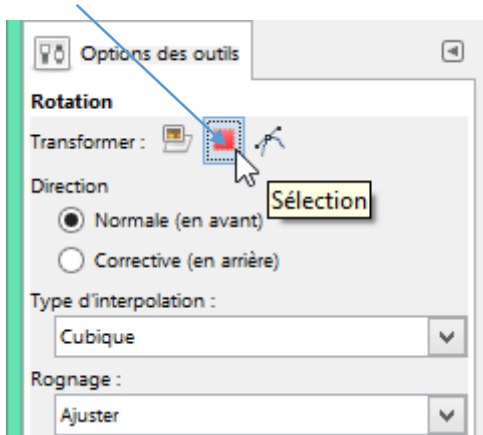 Options des outils
Rotation
Transformer :
Sélection
Direction
Normale (en avant)
Corrective (en arrière)
Type d'interpolation :
Cubique
Rognage :
Ajuster